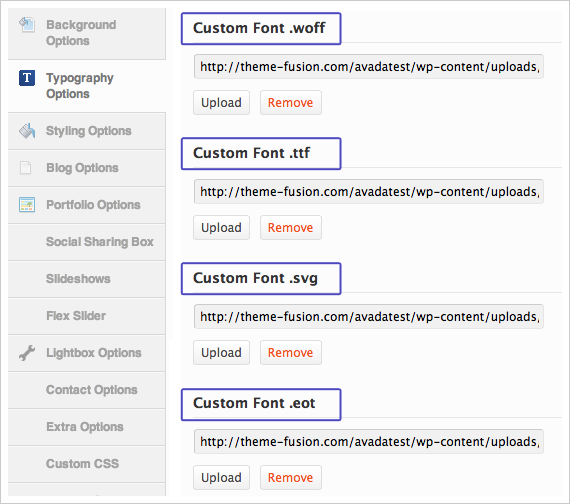 Background
Options
Typography
Options
Styling Options
Blog Options
Portfolio Options
Social Sharing Box
Slideshows
Flex Slider
Lightbox Options
Contact Options
Extra Options
Custom CSS
Custom Font .woff
http://theme-fusion.com/avadatest/wp-content/uploads,
Upload Remove
Custom Font .ttf
http://theme-fusion.com/avadatest/wp-content/uploads,
Upload Remove
Custom Font .svg
http://theme-fusion.com/avadatest/wp-content/uploads,
Upload Remove
Custom Font .eot
http://theme-fusion.com/avadatest/wp-content/uploads,
Upload Remove